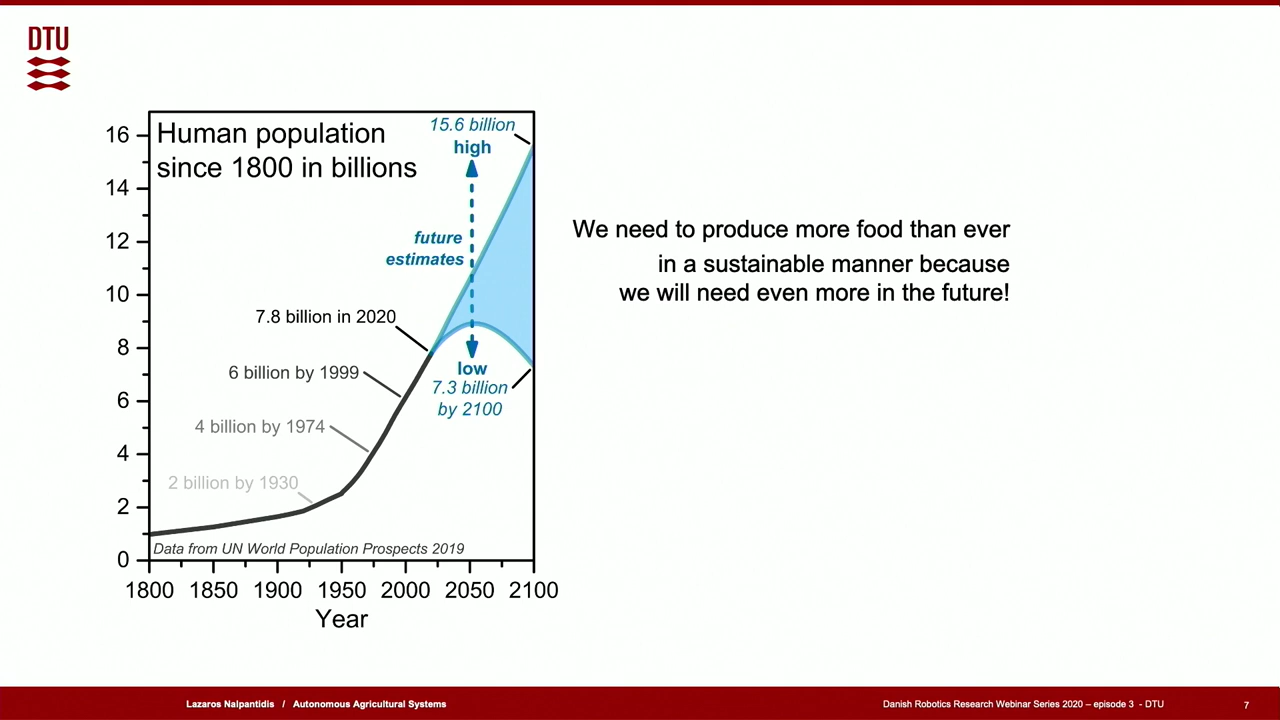 DTU
Human population
since 1800 in billions
15.6 billion
high
future
estimates
7.8 billion in 2020
6 billion by 1999
4 billion by 1974
2 billion by 1930
low
7.3 billion
by 2100
Data from UN World Population Prospects 2019
16
14
12
10
8
6
4
2
0
1800 1850 1900 1950 2000 2050 2100
Year
We need to produce more food than ever
in a sustainable manner because
we will need even more in the future!
Lazaros Nalpantidis / Autonomous Agricultural Systems
Danish Robotics Research Webinar Series 2020 – episode 3 - DTU
7